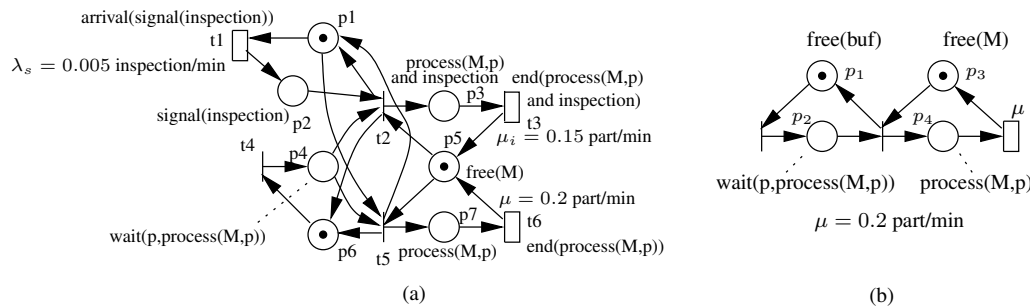 arrival(signal(inspection))
p1
t1
λs = 0.005 inspection/min
process(M,p)
and inspection
p3
end(process(M,p)
and inspection)
t3
signal(inspection)
p2
t2
μi = 0.15 part/min
t4
p4
p5
free(M)
μ = 0.2 part/min
wait(p,process(M,p))
p6
t5
p7
process(M,p)
t6
end(process(M,p))
(a)
free(buf)
free(M)
p1
p3
μ
p2
p4
wait(p,process(M,p))
process(M,p)
μ = 0.2 part/min
(b)